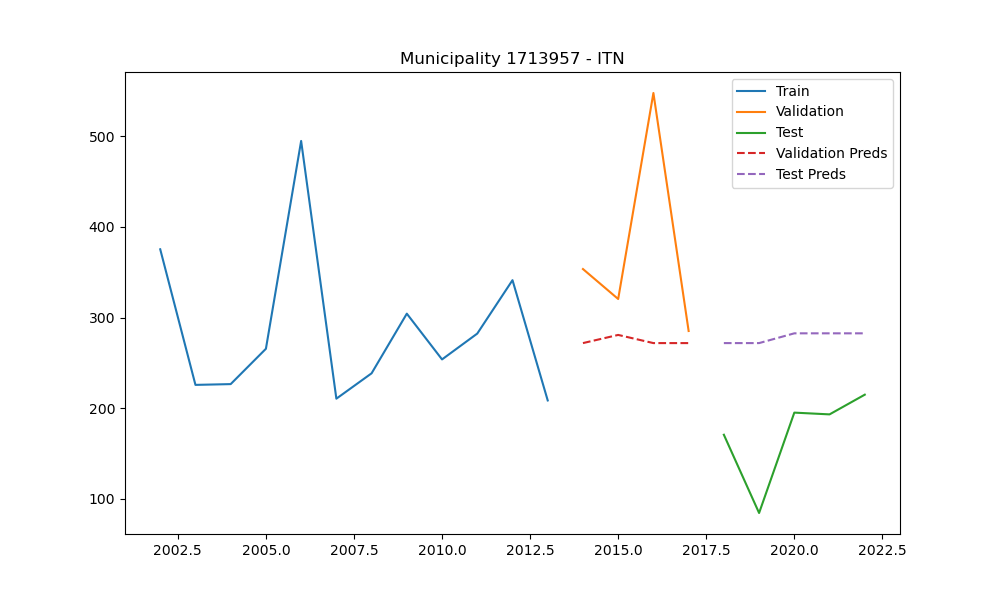 Municipality 1713957 - ITN
Train
Validation
Test
Validation Preds
Test Preds
500
400
300
200
100
2002.5 2005.0 2007.5 2010.0 2012.5 2015.0 2017.5 2020.0 2022.5